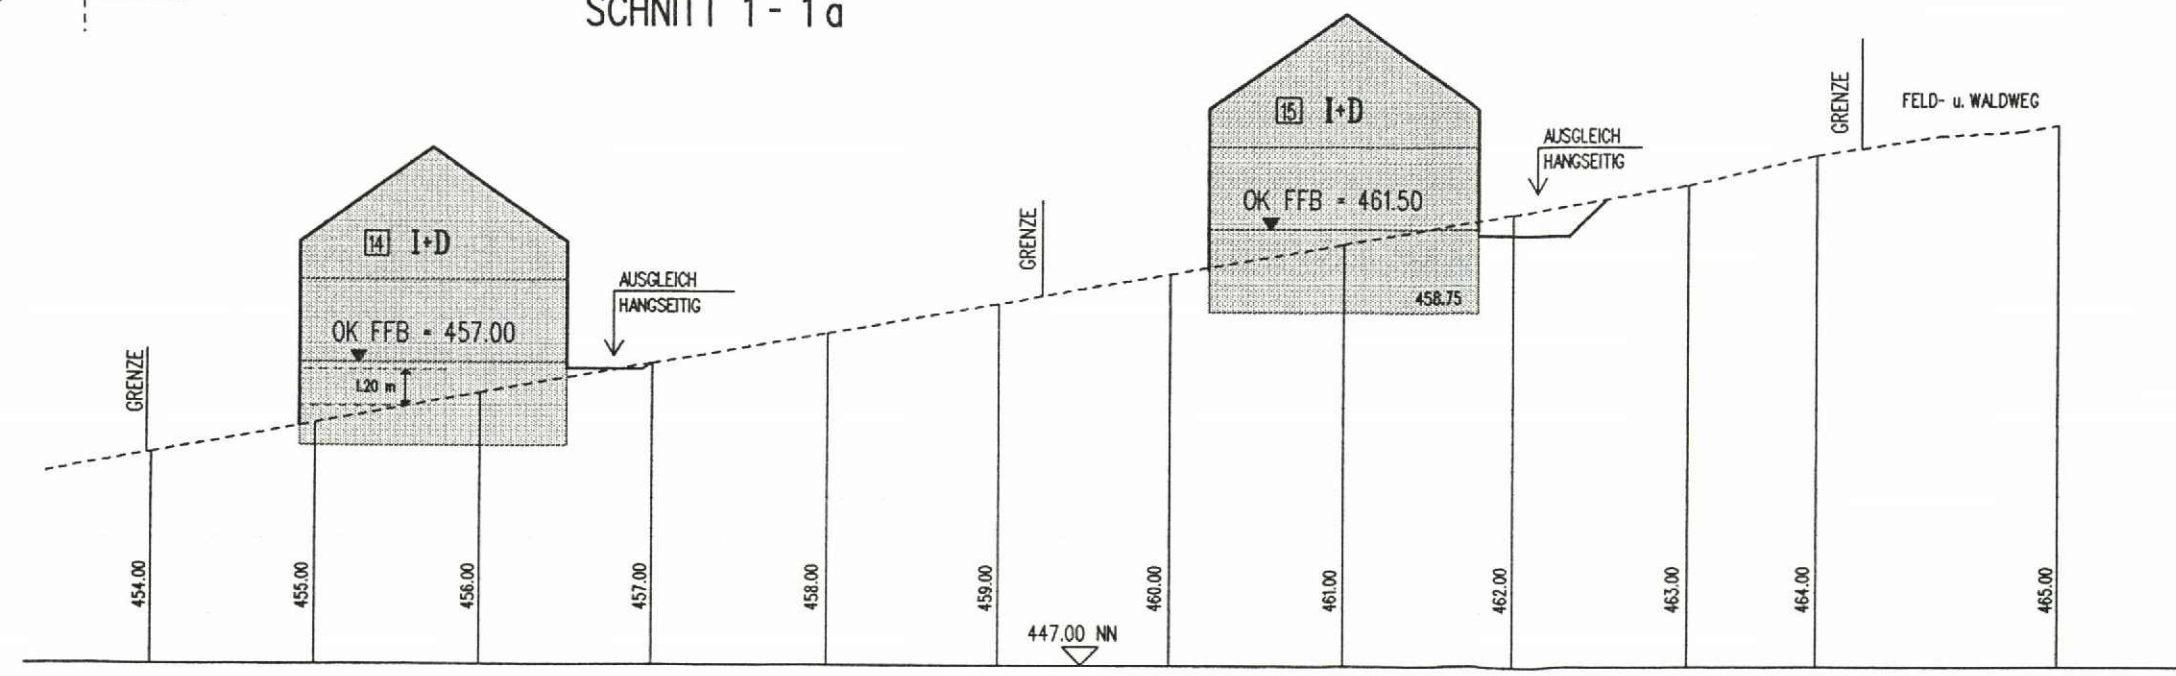 SCHNITT 1 - 1a
GRENZE
14 I+D
OK FFB = 457.00
1.20 m
AUSGLEICH
HANGSEITIG
GRENZE
15 I+D
OK FFB = 461.50
458.75
AUSGLEICH
HANGSEITIG
GRENZE
FELD- u. WALDWEG
454.00
455.00
456.00
457.00
458.00
459.00
447.00 NN
460.00
461.00
462.00
463.00
464.00
465.00